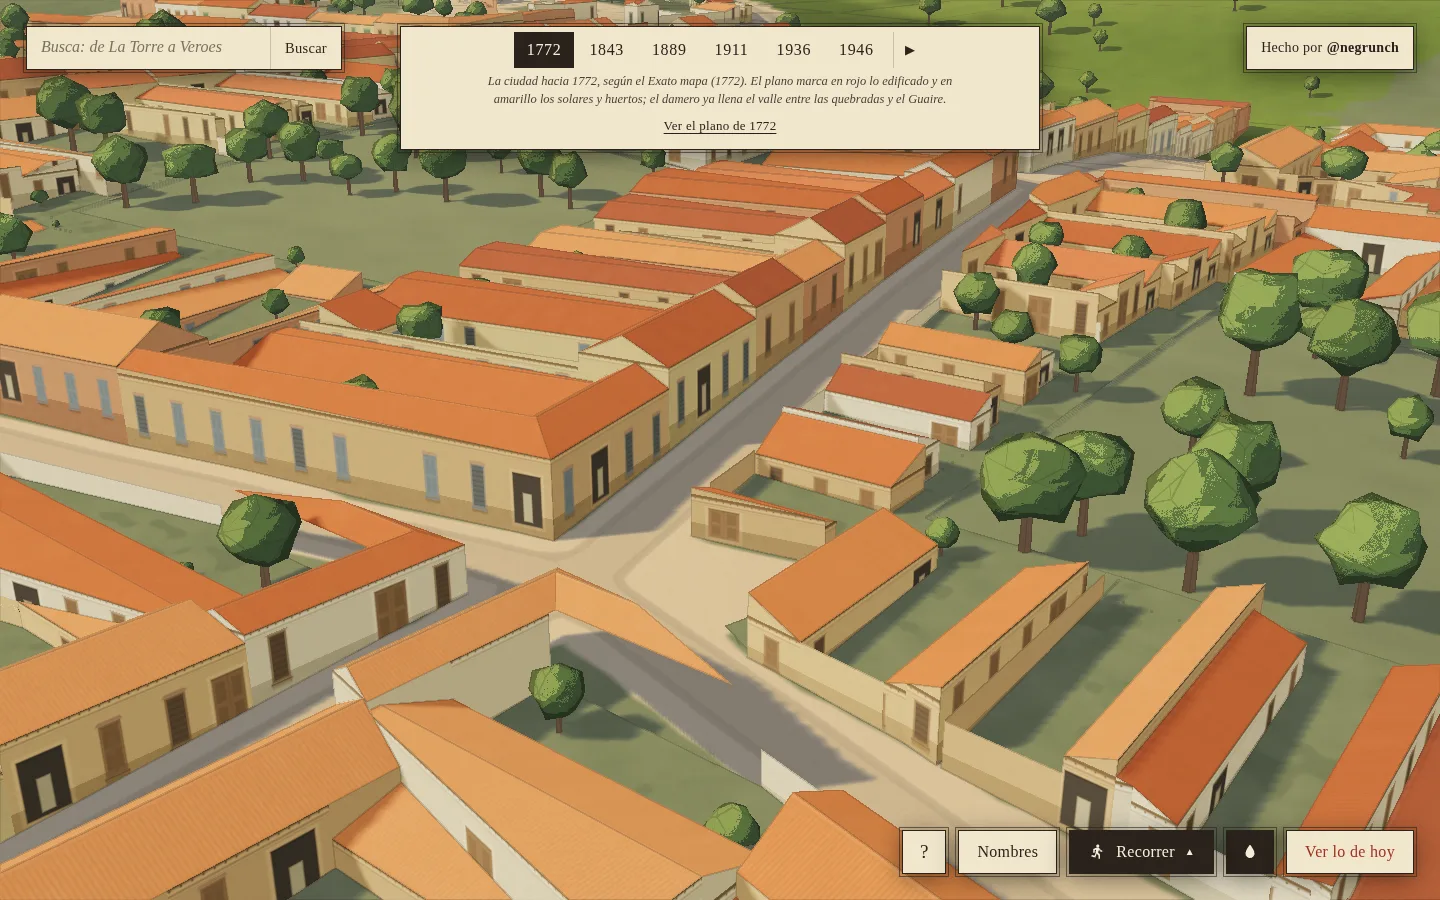 Busca: de La Torre a Veroes
Buscar
1772 1843 1889 1911 1936 1946
La ciudad hacia 1772, según el Exato mapa (1772). El plano marca en rojo lo edificado y en
amarillo los solares y huertos; el damero ya llena el valle entre las quebradas y el Guaire.
Ver el plano de 1772
Hecho por @negrunch
?
Nombres
Recorrer
Ver lo de hoy